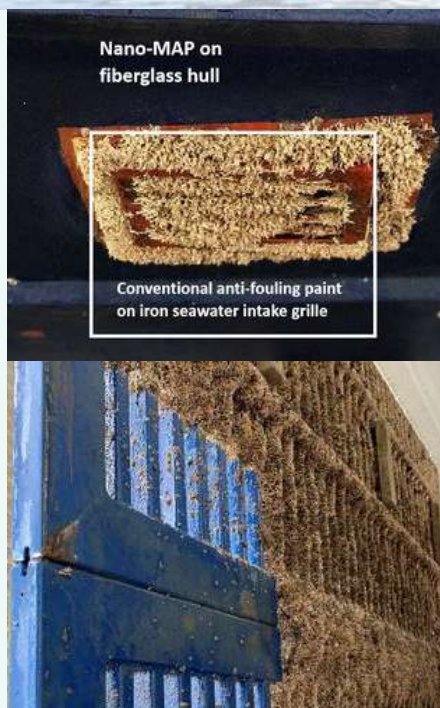 Nano-MAP on
fiberglass hull
Conventional anti-fouling paint
on iron seawater intake grille